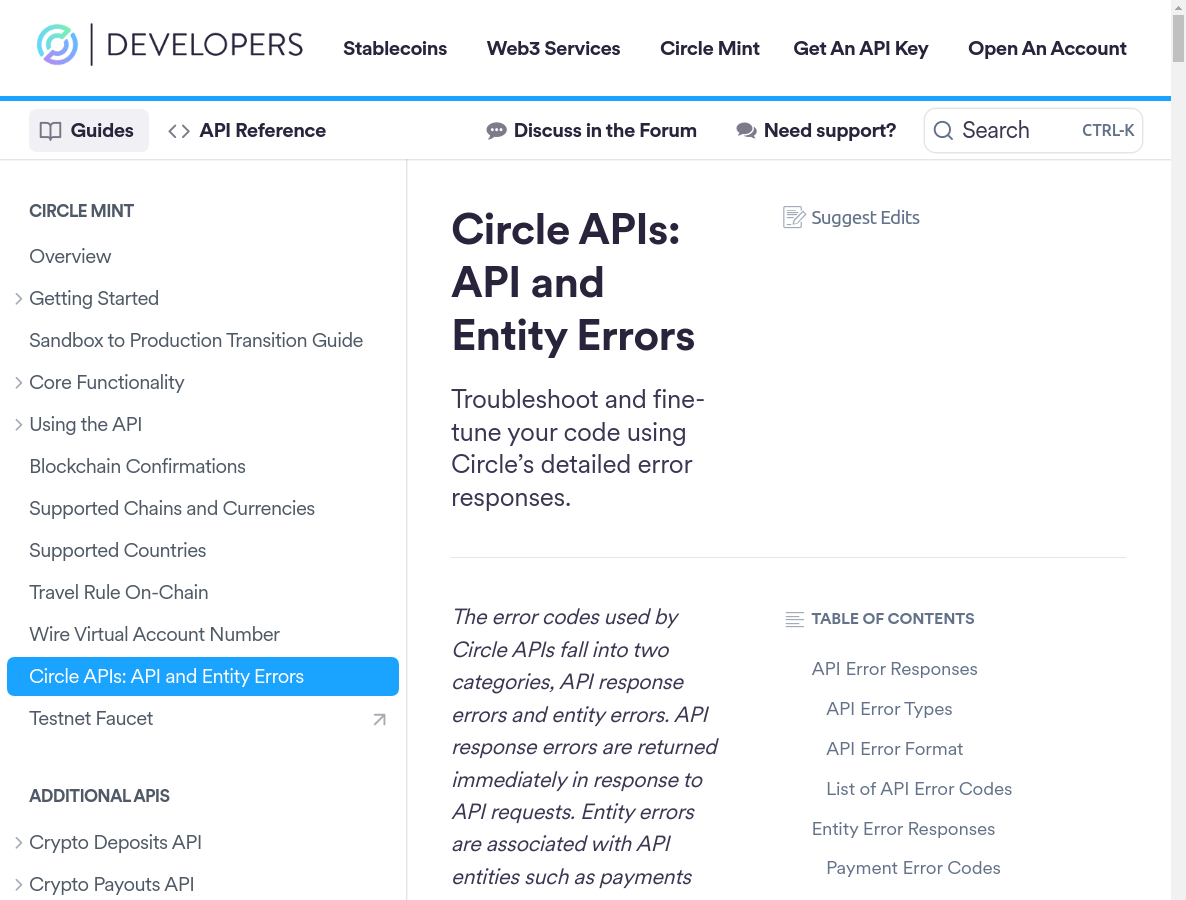 DEVELOPERS
Stablecoins
Web3 Services
Circle Mint
Get An API Key
Open An Account
Guides
API Reference
Discuss in the Forum
Need support?
Search
CTRL-K
CIRCLE MINT
Overview
Getting Started
Sandbox to Production Transition Guide
Core Functionality
Using the API
Blockchain Confirmations
Supported Chains and Currencies
Supported Countries
Travel Rule On-Chain
Wire Virtual Account Number
Circle APIs: API and Entity Errors
Testnet Faucet
ADDITIONAL APIS
Crypto Deposits API
Crypto Payouts API
Circle APIs:
API and
Entity Errors
Suggest Edits
Troubleshoot and fine-
tune your code using
Circle’s detailed error
responses.
The error codes used by
Circle APIs fall into two
categories, API response
errors and entity errors. API
response errors are returned
immediately in response to
API requests. Entity errors
are associated with API
entities such as payments
TABLE OF CONTENTS
API Error Responses
API Error Types
API Error Format
List of API Error Codes
Entity Error Responses
Payment Error Codes